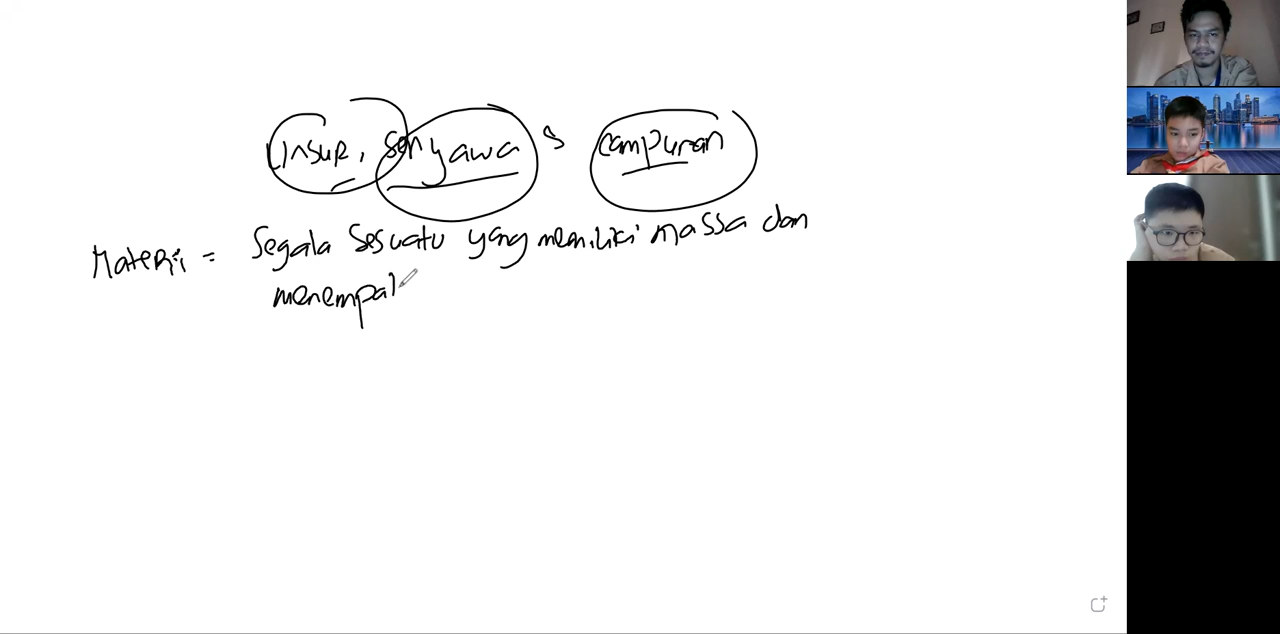 Unsur, Senyawa, campuran
Materi = Segala Sesuatu yang memiliki massa dan
menempat